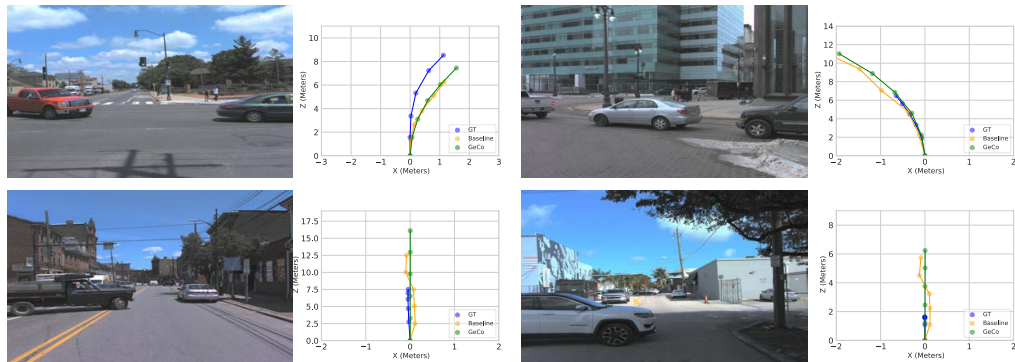 10
8
6
4
2
0
Z (Meters)
−3 −2 −1 0 1 2 3
X (Meters)
GT
Baseline
GeCo
14
12
10
8
6
4
2
0
Z (Meters)
−2 −1 0 1 2
X (Meters)
GT
Baseline
GeCo
17.5
15.0
12.5
10.0
7.5
5.0
2.5
0.0
Z (Meters)
−2 −1 0 1 2
X (Meters)
GT
Baseline
GeCo
8
6
4
2
0
Z (Meters)
−2 −1 0 1 2
X (Meters)
GT
Baseline
GeCo